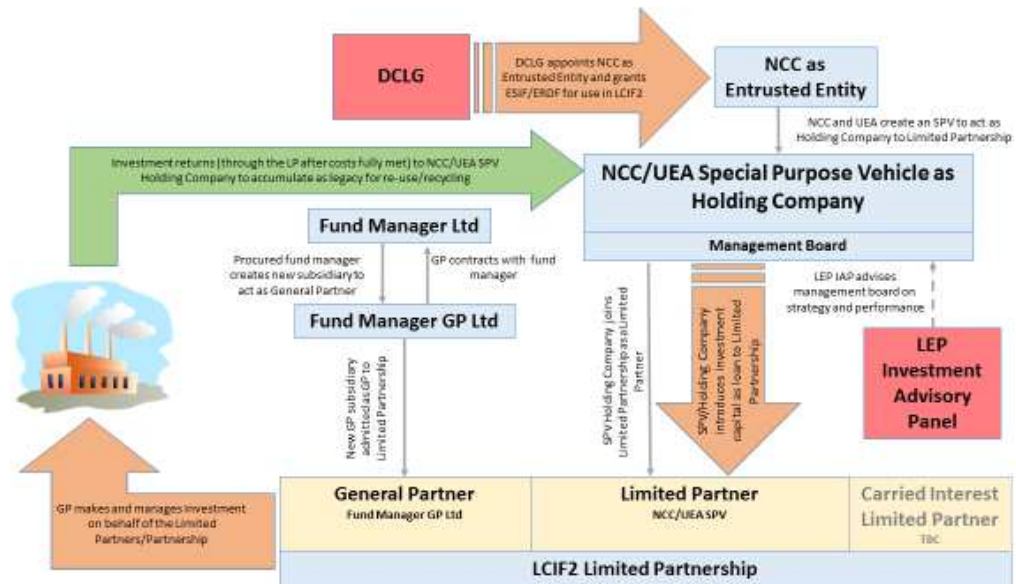 DCLG
DCLG appoints NCC as
Entrusted Entity and grants
ESIF/ERDF for use in LCIF2
NCC as
Entrusted Entity
NCC and UEA create an SPV to act as
Holding Company to Limited Partnership
Investment returns (through the LP after costs fully met) to NCC/UEA SPV
Holding Company to accumulate as legacy for re-use/recycling
NCC/UEA Special Purpose Vehicle as
Holding Company
Management Board
Fund Manager Ltd
Procured fund manager
creates new subsidiary to
act as General Partner
GP contracts with fund
manager
Fund Manager GP Ltd
LEP IAP advises
management board on
strategy and performance
LEP
Investment
Advisory
Panel
New GP subsidiary
admitted as GP to
Limited Partnership
SPV Holding Company joins
Limited Partnership as a Limited
Partner
SPV/Holding Company
introduces investment
capital as loan to Limited
Partnership
GP makes and manages investment
on behalf of the Limited
Partners/Partnership
General Partner
Fund Manager GP Ltd
Limited Partner
NCC/UEA SPV
Carried Interest
Limited Partner
TBC
LCIF2 Limited Partnership